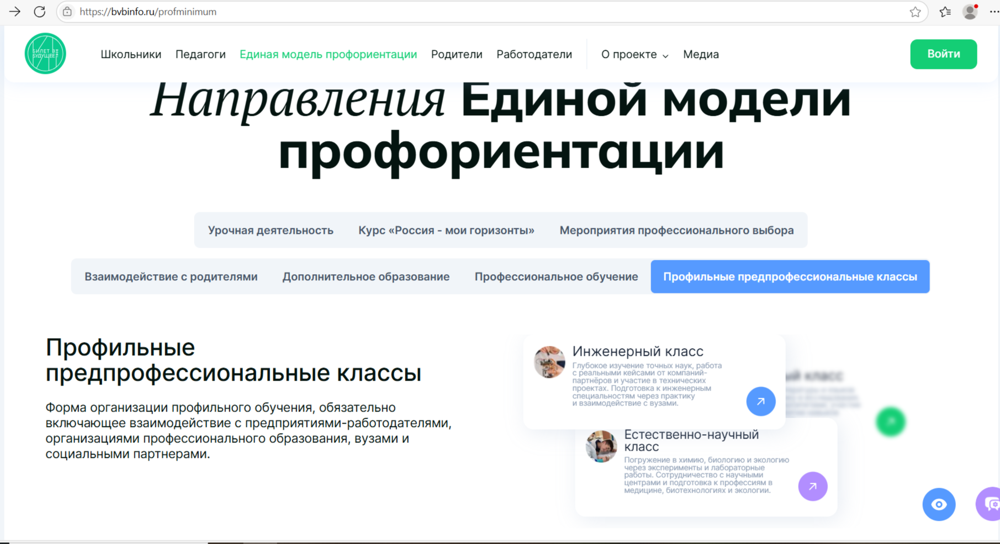 https://bvbinfo.ru/profminimum
БИЛЕТ В
БУДУЩЕЕ
Школьники Педагоги Единая модель профориентации Родители Работодатели О проекте Медиа Войти
Направления Единой модели
профориентации
Урочная деятельность Курс «Россия - мои горизонты» Мероприятия профессионального выбора
Взаимодействие с родителями Дополнительное образование Профессиональное обучение Профильные предпрофессиональные классы
Профильные
предпрофессиональные классы
Форма организации профильного обучения, обязательно
включающее взаимодействие с предприятиями-работодателями,
организациями профессионального образования, вузами и
социальными партнерами.
Инженерный класс
Глубокое изучение точных наук, работа
с реальными кейсами от компаний-
партнёров и участие в технических
проектах. Подготовка к инженерным
специальностям через практику
и взаимодействие с вузами.
класс
Естественно-научный
класс
Погружение в химию, биологию и экологию
через эксперименты и лабораторные
работы. Сотрудничество с научными
центрами и подготовка к профессиям в
медицине, биотехнологиях и экологии.